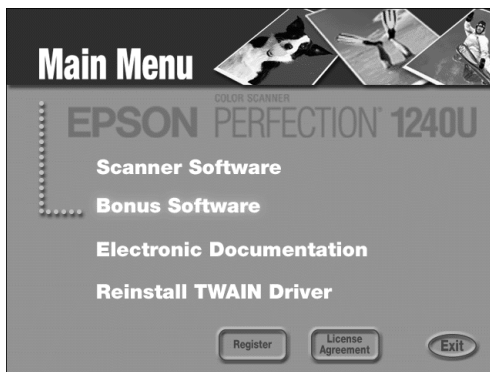 Main Menu
COLOR SCANNER
EPSON PERFECTION 1240U
Scanner Software
Bonus Software
Electronic Documentation
Reinstall TWAIN Driver
Register
License
Agreement
Exit